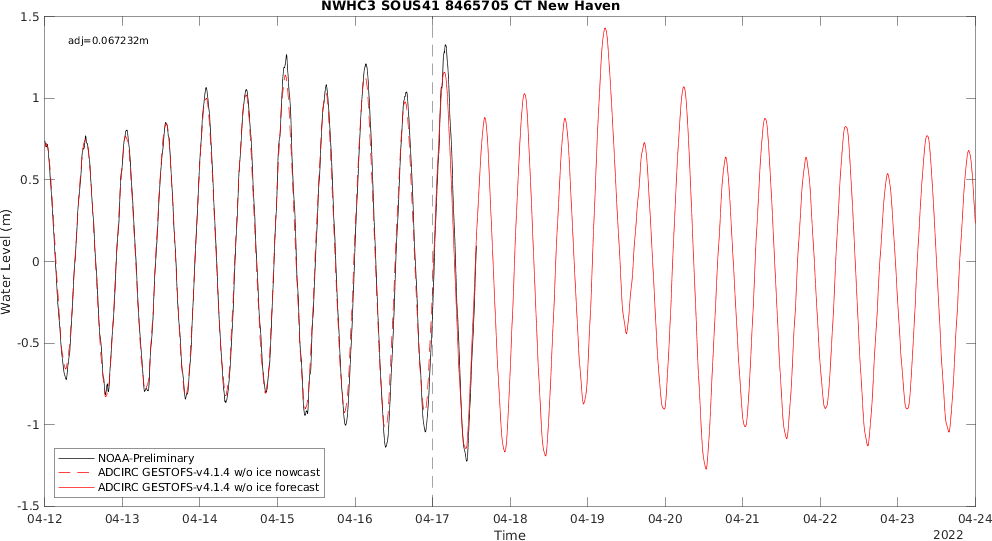 NWHC3 SOUS41 8465705 CT New Haven
adj=0.067232m
1.5
1
0.5
0
-0.5
-1
-1.5
Water Level (m)
NOAA-Preliminary
ADCIRC GESTOFS-v4.1.4 w/o ice nowcast
ADCIRC GESTOFS-v4.1.4 w/o ice forecast
04-12 04-13 04-14 04-15 04-16 04-17 04-18 04-19 04-20 04-21 04-22 04-23 04-24
Time
2022